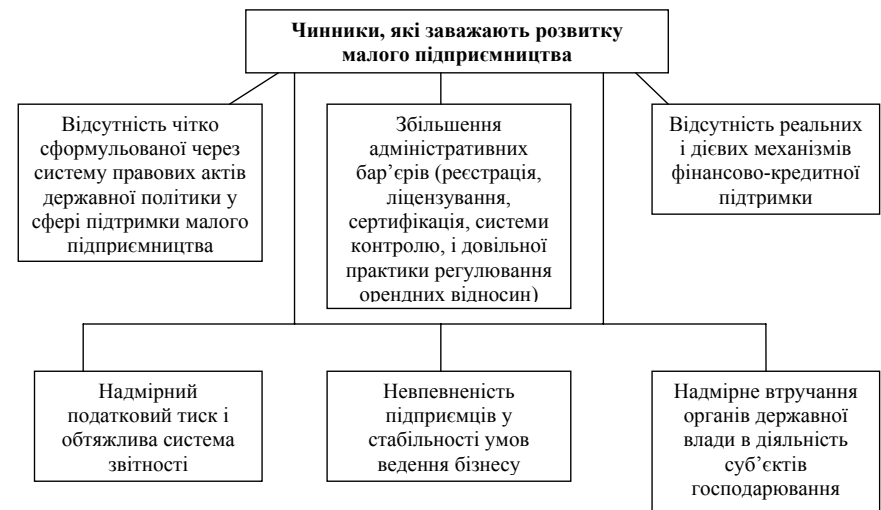 Чинники, які заважають розвитку
малого підприємництва
Відсутність чітко
сформульованої через
систему правових актів
державної політики у
сфері підтримки малого
підприємництва
Збільшення
адміністративних
бар’єрів (реєстрація,
ліцензування,
сертифікація, системи
контролю, і довільної
практики регулювання
орендних відносин)
Відсутність реальних
і дієвих механізмів
фінансово-кредитної
підтримки
Надмірний
податковий тиск і
обтяжлива система
звітності
Невпевненість
підприємців у
стабільності умов
ведення бізнесу
Надмірне втручання
органів державної
влади в діяльність
суб’єктів
господарювання